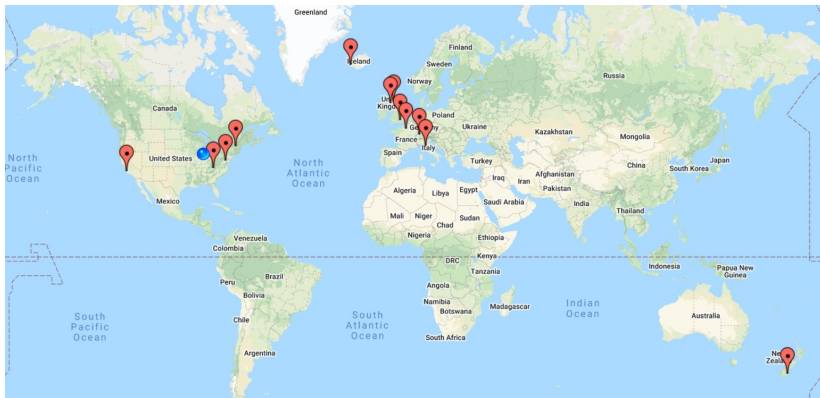 Greenland
Iceland
Finland
Sweden
Norway
Russia
Canada
Kingdom
Poland
Germany
Ukraine
France
Kazakhstan
Mongolia
North
Pacific
Ocean
United States
North
Atlantic
Ocean
Spain
Italy
Turkey
China
South Korea
Japan
Mexico
Algeria
Libya
Egypt
Iraq
Iran
Afghanistan
Pakistan
Saudi Arabia
India
Thailand
Mali
Niger
Chad
Sudan
Nigeria
Ethiopia
Venezuela
Colombia
DRC
Kenya
Tanzania
Indonesia
Papua New
Guinea
Peru
Brazil
Bolivia
Angola
Namibia
Botswana
Madagascar
South
Pacific
Ocean
Chile
South
Atlantic
Ocean
Indian
Ocean
Australia
South Africa
Argentina